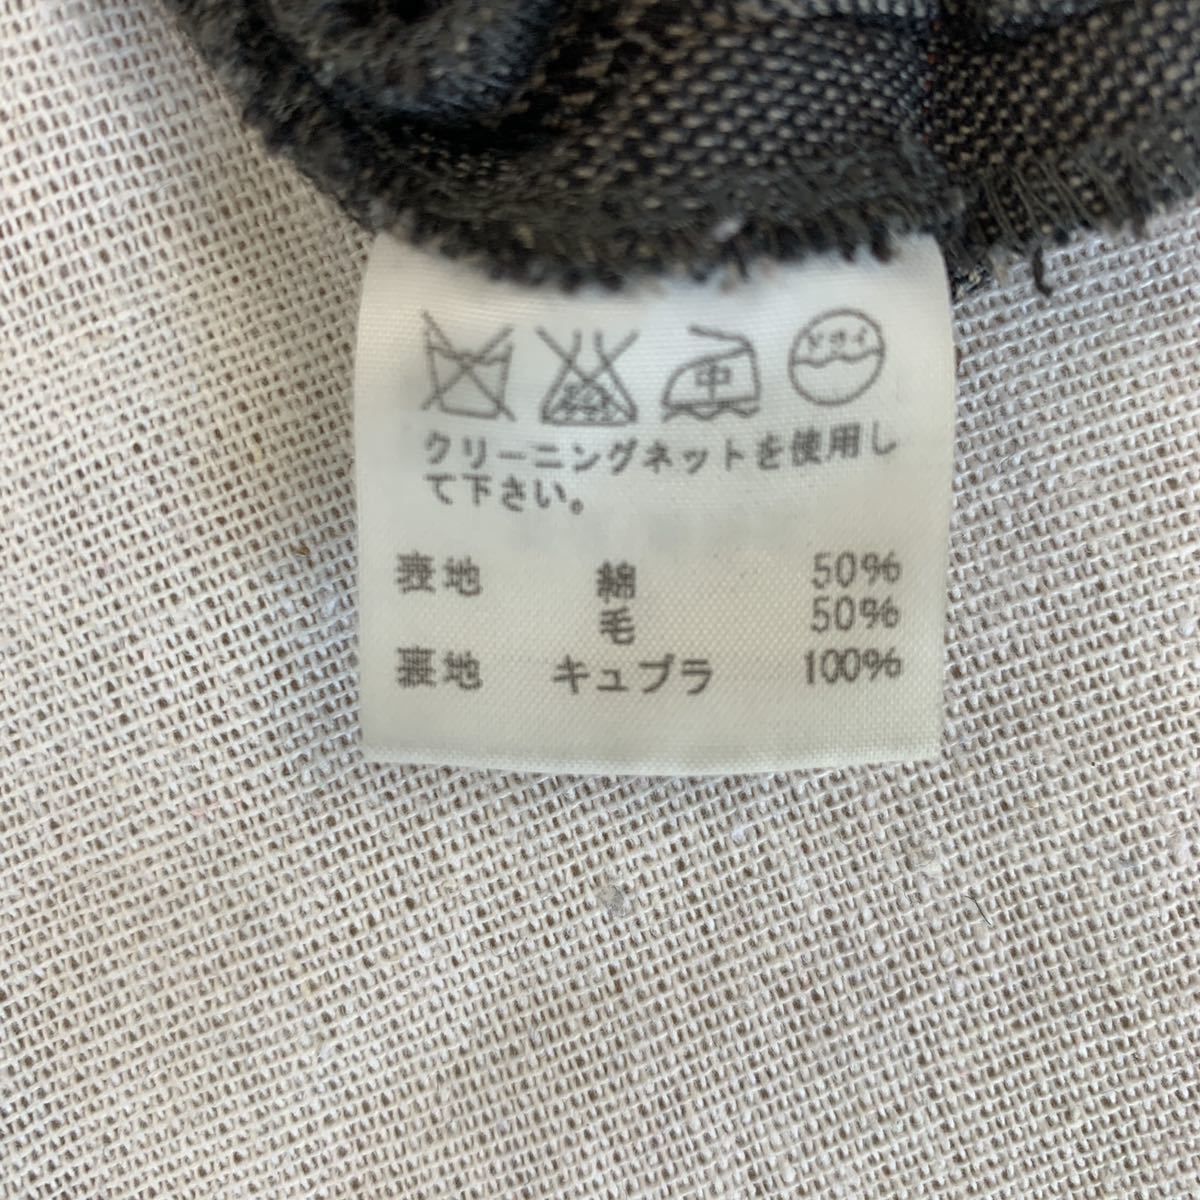 中 ドライ
クリーニングネットを使用し
て下さい。
表地 綿 50%
毛 50%
裏地 キュプラ 100%